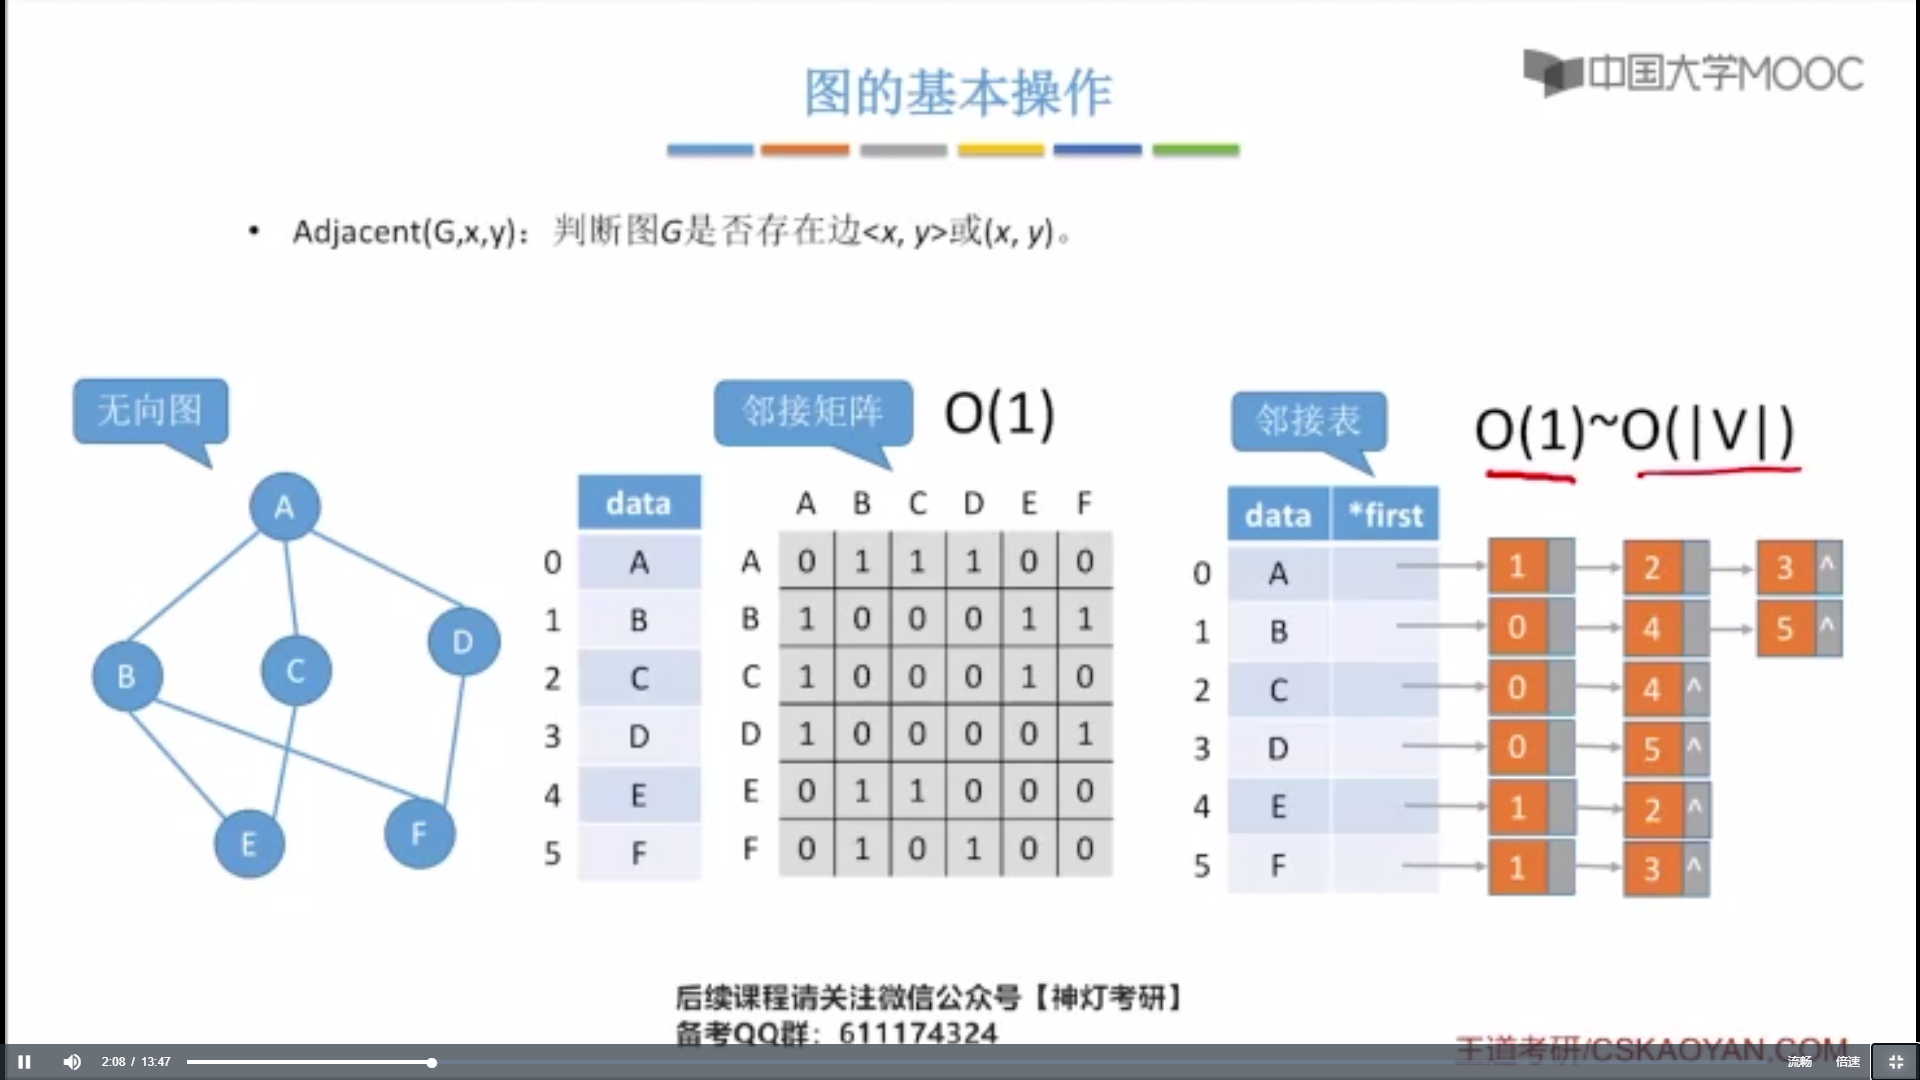 中国大学MOOC
图的基本操作
• Adjacent(G,x,y)：判断图G是否存在边<x, y>或(x, y)。
无向图
A
B
C
D
E
F
邻接矩阵 O(1)
data
0 A
1 B
2 C
3 D
4 E
5 F
A B C D E F
A 0 1 1 1 0 0
B 1 0 0 0 1 1
C 1 0 0 0 1 0
D 1 0 0 0 0 1
E 0 1 1 0 0 0
F 0 1 0 1 0 0
邻接表 O(1)~O(|V|)
data *first
0 A 1 2 3 ^
1 B 0 4 5 ^
2 C 0 4 ^
3 D 0 5 ^
4 E 1 2 ^
5 F 1 3 ^
后续课程请关注微信公众号【神灯考研】
备考QQ群：611174324
王道考研/CSKAOYAN.COM
2:08 / 13:47
流畅 倍速